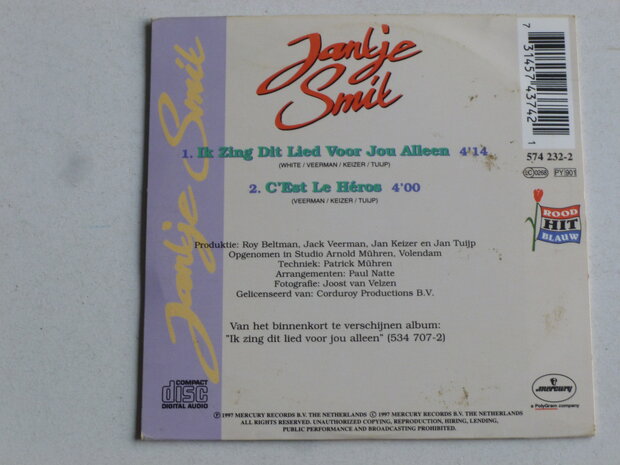 Jantje
Smit
Jantje Smit
1. Ik Zing Dit Lied Voor Jou Alleen 4'14
(WHITE / VEERMAN / KEIZER / TUIJP)
2. C'Est Le Héros 4'00
(VEERMAN / KEIZER / TUIJP)
7 31457 43742 1
574 232-2
LC 0268 PY 901
ROOD
HIT
BLAUW
Produktie: Roy Beltman, Jack Veerman, Jan Keizer en Jan Tuijp
Opgenomen in Studio Arnold Mühren, Volendam
Techniek: Patrick Mühren
Arrangementen: Paul Natte
Fotografie: Joost van Velzen
Gelicenseerd van: Corduroy Productions B.V.
Van het binnenkort te verschijnen album:
"Ik zing dit lied voor jou alleen" (534 707-2)
COMPACT
disc
DIGITAL AUDIO
mercury
a PolyGram company
Ⓟ 1997 MERCURY RECORDS B.V. THE NETHERLANDS © 1997 MERCURY RECORDS B.V. THE NETHERLANDS
ALL RIGHTS RESERVED. UNAUTHORIZED COPYING, REPRODUCTION, HIRING, LENDING,
PUBLIC PERFORMANCE AND BROADCASTING PROHIBITED.